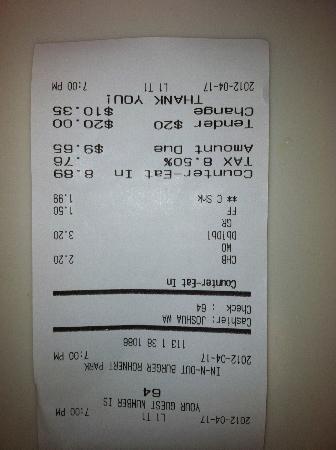 2012-04-17 L1 T1 7:00 PM
YOUR GUEST NUMBER IS
64
IN-N-OUT BURGER ROHNERT PARK
2012-04-17 7:00 PM
113 1 38 1088
Cashier: JOSHUA WA
Check : 64
Counter-Eat In
CHB 2.20
WO
DblDbl 3.20
GR
FF 1.50
** C Srk 1.99
Counter-Eat In 8.89
TAX 8.50% .76
Amount Due $9.65
Tender $20 $20.00
Change $10.35
THANK YOU!
2012-04-17 L1 T1 7:00 PM